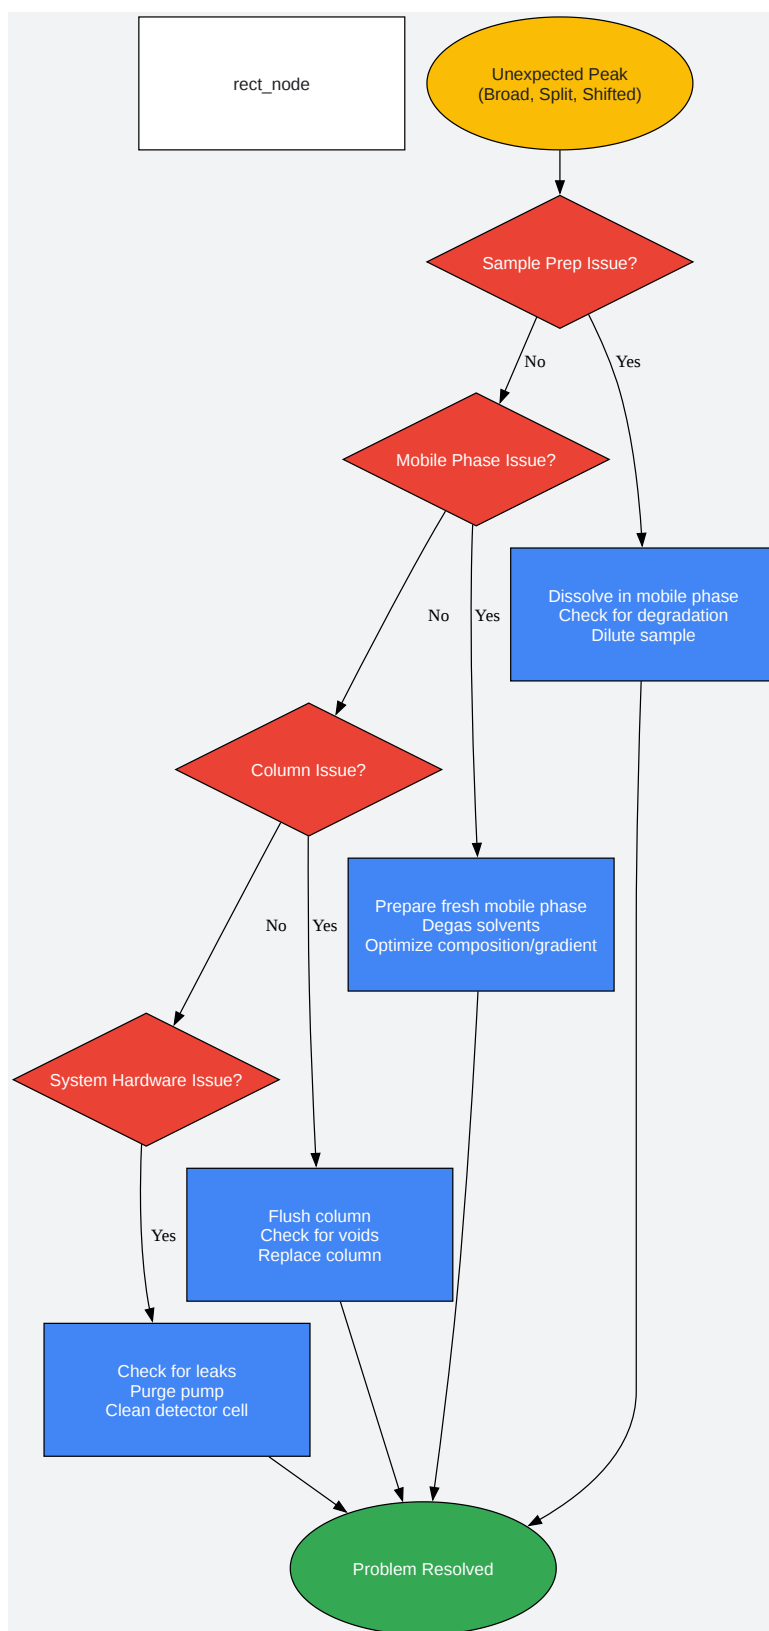 rect_node
Unexpected Peak
(Broad, Split, Shifted)
Sample Prep Issue?
No
Yes
Mobile Phase Issue?
No
Yes
Dissolve in mobile phase
Check for degradation
Dilute sample
Column Issue?
No
Yes
Prepare fresh mobile phase
Degas solvents
Optimize composition/gradient
System Hardware Issue?
Yes
Flush column
Check for voids
Replace column
Check for leaks
Purge pump
Clean detector cell
Problem Resolved